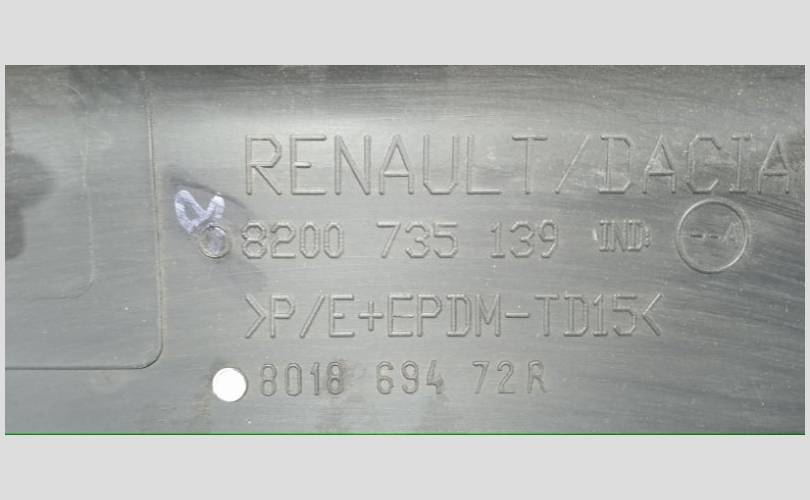 RENAULT/DACIA
8200 735 139 IND: --A
>P/E+EPDM-TD15<
8018 694 72R